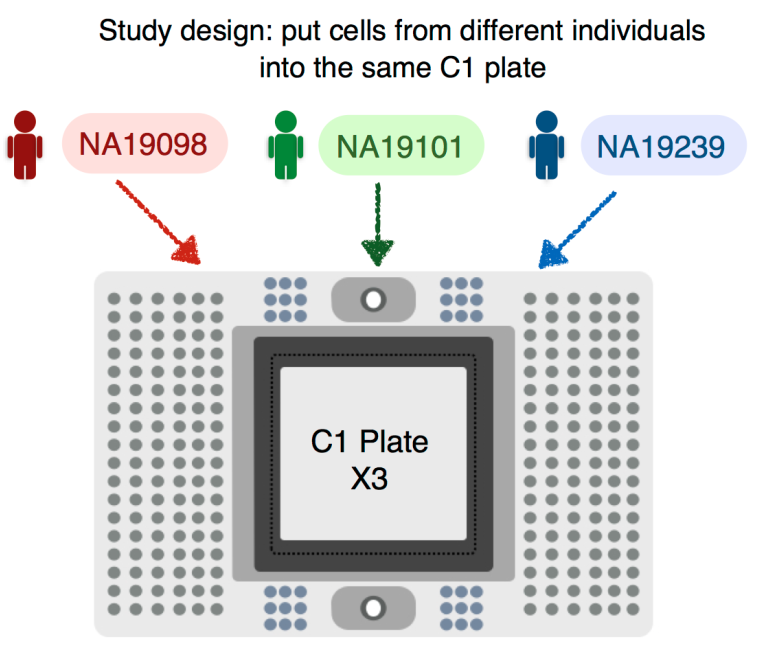 Study design: put cells from different individuals
into the same C1 plate
NA19098
NA19101
NA19239
C1 Plate
X3